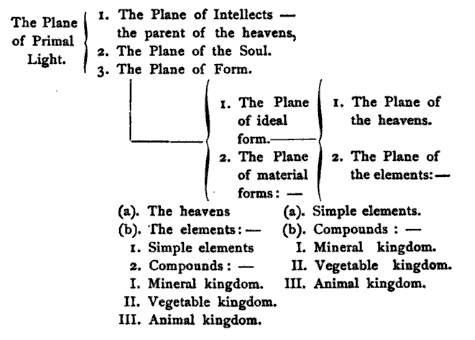 The Plane
of Primal
Light.
1. The Plane of Intellects —
the parent of the heavens,
2. The Plane of the Soul.
3. The Plane of Form.
1. The Plane
of ideal
form.
2. The Plane
of material
forms: —
1. The Plane of
the heavens.
2. The Plane of
the elements:—
(a). The heavens
(b). The elements: —
1. Simple elements
2. Compounds: —
I. Mineral kingdom.
II. Vegetable kingdom.
III. Animal kingdom.
(a). Simple elements.
(b). Compounds : —
I. Mineral kingdom.
II. Vegetable kingdom.
III. Animal kingdom.